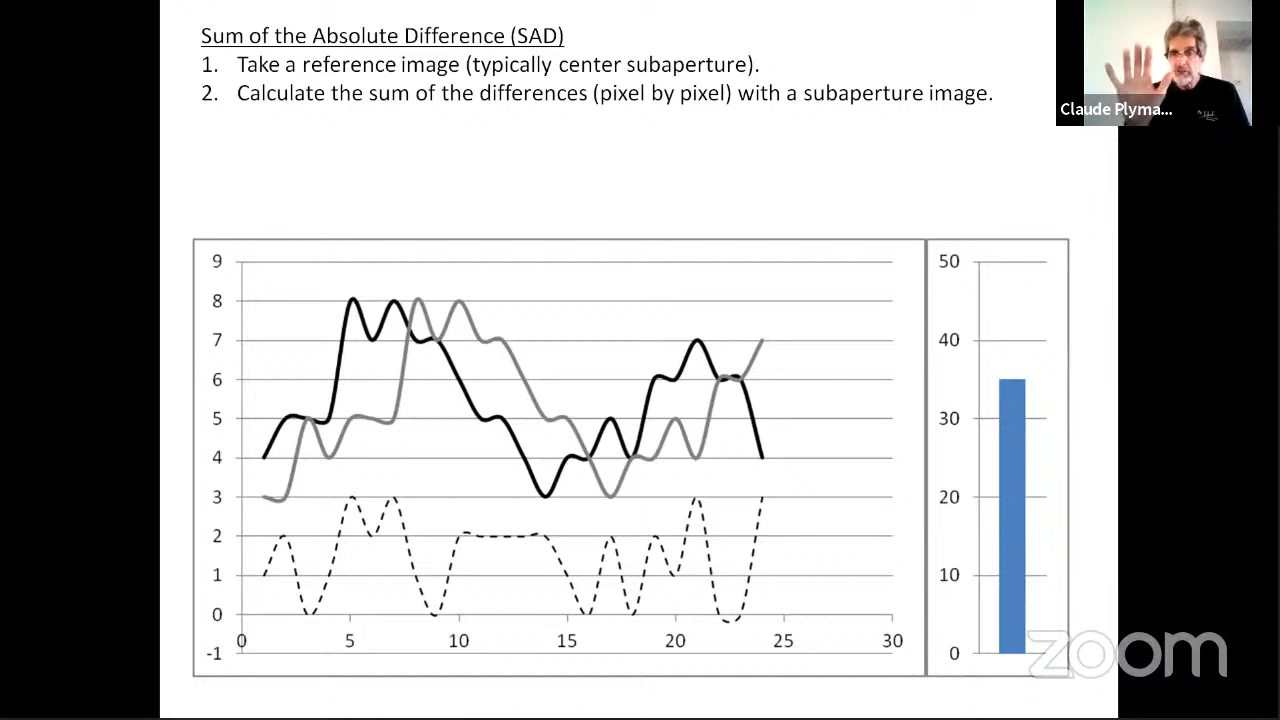 Sum of the Absolute Difference (SAD)
1. Take a reference image (typically center subaperture).
2. Calculate the sum of the differences (pixel by pixel) with a subaperture image.
Claude Plyma...
9
8
7
6
5
4
3
2
1
0
-1
0 5 10 15 20 25 30
50
40
30
20
10
0
zoom